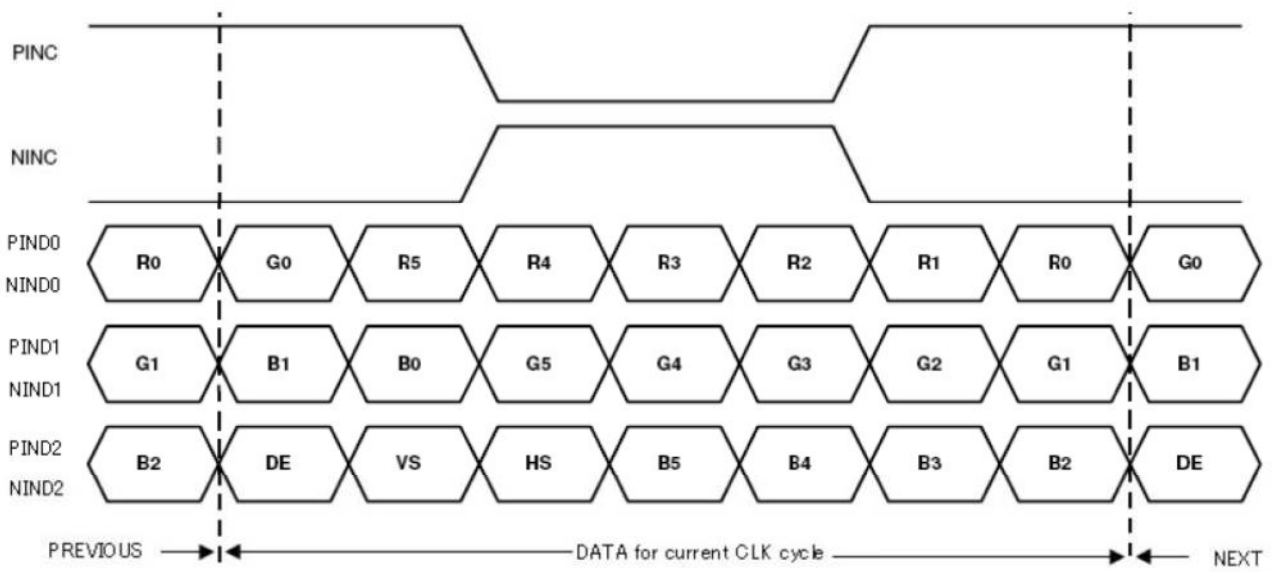 PINC
NINC
PIND0
NIND0
R0 G0 R5 R4 R3 R2 R1 R0 G0
PIND1
NIND1
G1 B1 B0 G5 G4 G3 G2 G1 B1
PIND2
NIND2
B2 DE VS HS B5 B4 B3 B2 DE
PREVIOUS DATA for current CLK cycle NEXT